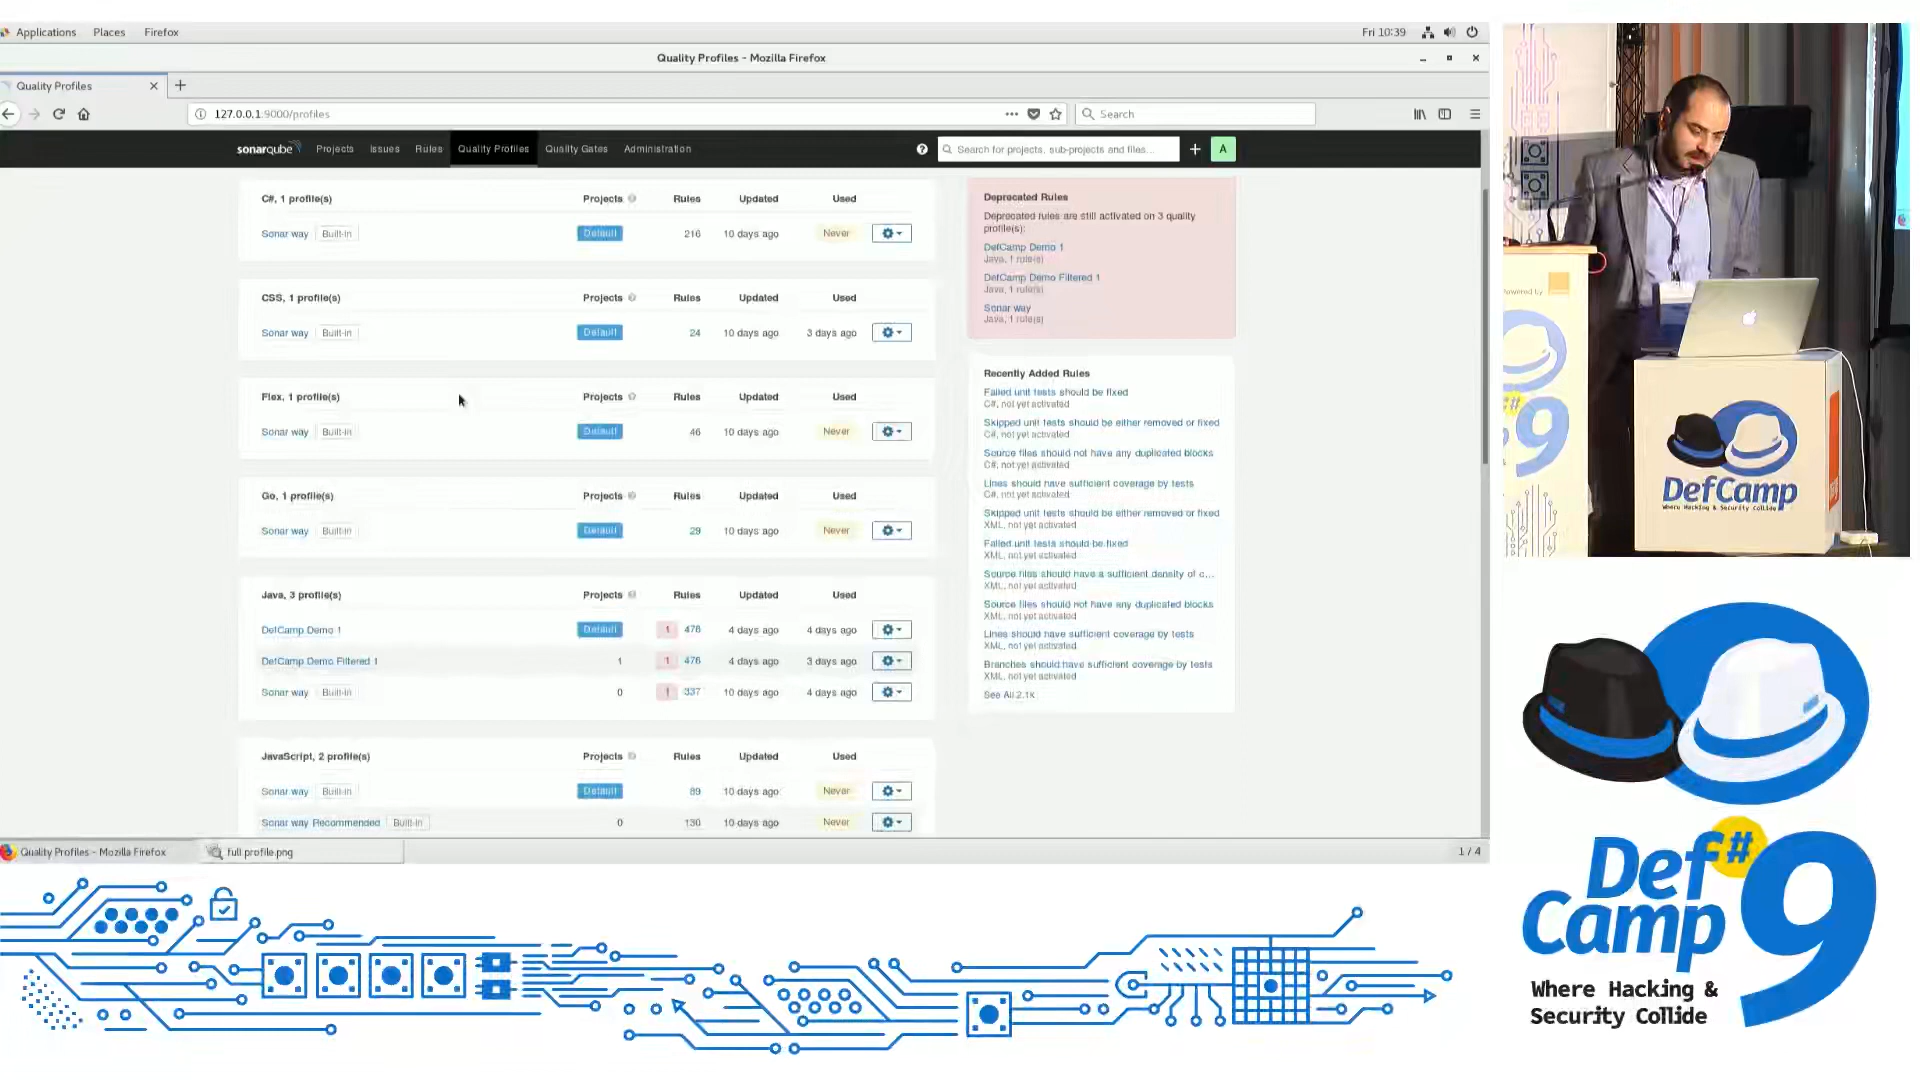 Applications Places Firefox Fri 10:39
Quality Profiles - Mozilla Firefox
Quality Profiles
127.0.0.1:9000/profiles Search
sonarqube Projects Issues Rules Quality Profiles Quality Gates Administration Search for projects, sub-projects and files... A
C#, 1 profile(s) Projects Rules Updated Used
Sonar way Built-in Default 216 10 days ago Never
CSS, 1 profile(s) Projects Rules Updated Used
Sonar way Built-in Default 24 10 days ago 3 days ago
Flex, 1 profile(s) Projects Rules Updated Used
Sonar way Built-in Default 46 10 days ago Never
Go, 1 profile(s) Projects Rules Updated Used
Sonar way Built-in Default 29 10 days ago Never
Java, 3 profile(s) Projects Rules Updated Used
DefCamp Demo 1 Default 1 476 4 days ago 4 days ago
DefCamp Demo Filtered 1 1 1 476 4 days ago 3 days ago
Sonar way Built-in 0 1 337 10 days ago 4 days ago
JavaScript, 2 profile(s) Projects Rules Updated Used
Sonar way Built-in Default 89 10 days ago Never
Sonar way Recommended Built-in 0 130 10 days ago Never
Deprecated Rules
Deprecated rules are still activated on 3 quality
profile(s):
DefCamp Demo 1
Java, 1 rule(s)
DefCamp Demo Filtered 1
Java, 1 rule(s)
Sonar way
Java, 1 rule(s)
Recently Added Rules
Failed unit tests should be fixed
C#, not yet activated
Skipped unit tests should be either removed or fixed
C#, not yet activated
Source files should not have any duplicated blocks
C#, not yet activated
Lines should have sufficient coverage by tests
C#, not yet activated
Skipped unit tests should be either removed or fixed
XML, not yet activated
Failed unit tests should be fixed
XML, not yet activated
Source files should have a sufficient density of c...
XML, not yet activated
Source files should not have any duplicated blocks
XML, not yet activated
Lines should have sufficient coverage by tests
XML, not yet activated
Branches should have sufficient coverage by tests
XML, not yet activated
See All 2.1k
Quality Profiles - Mozilla Firefox full profile.png 1 / 4
powered by
#
9
DefCamp
Where Hacking & Security Collide
Def #
Camp 9
Where Hacking &
Security Collide